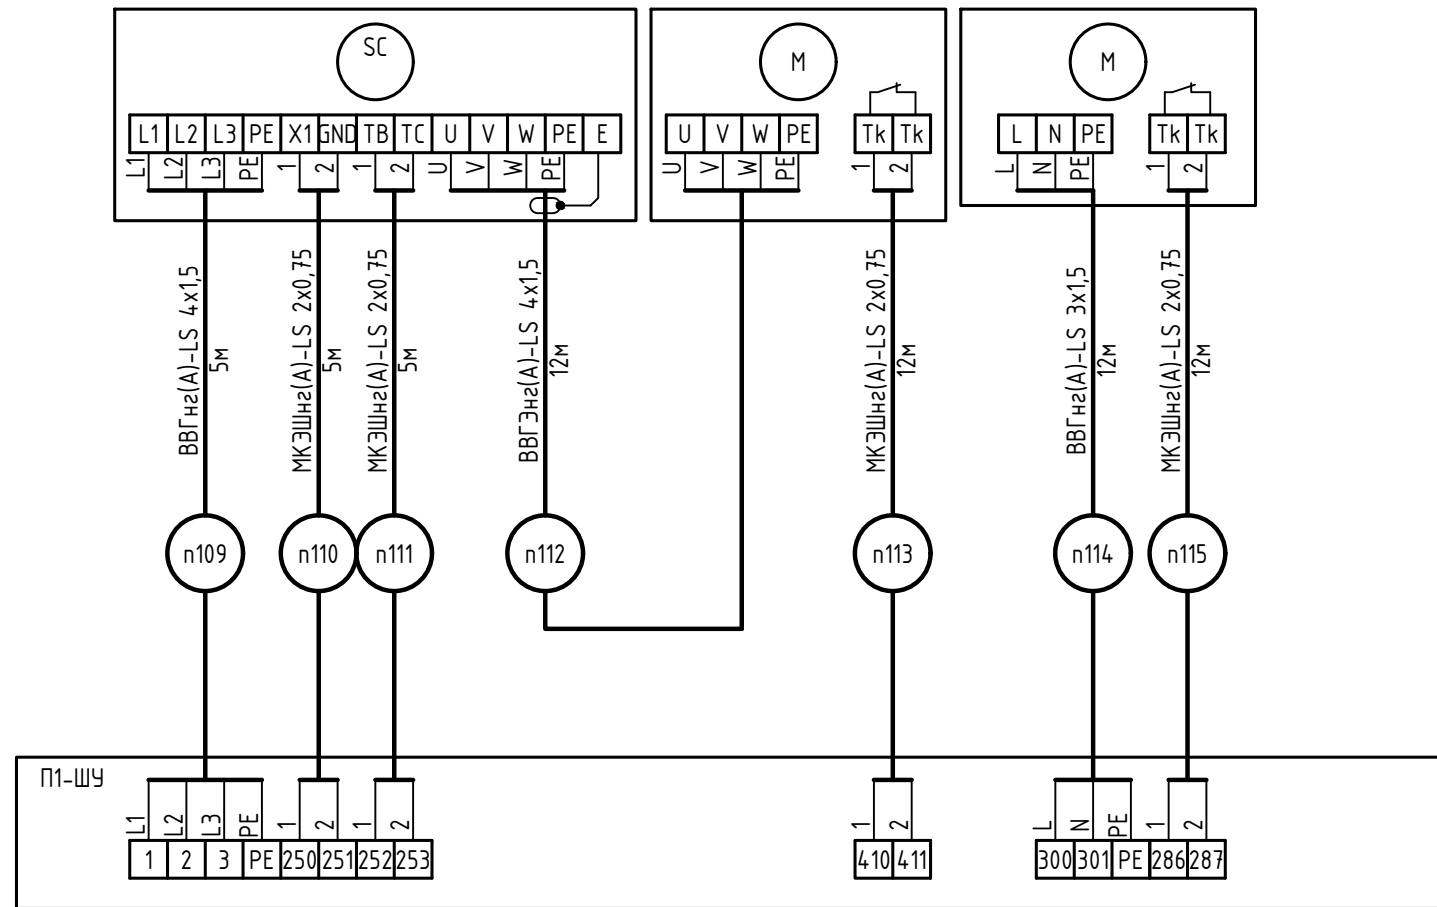 SC
M
M
L1 L2 L3 PE X1 GND TB TC U V W PE E
U V W PE
Tk Tk
L N PE
Tk Tk
L1 L2 L3 PE 1 2 1 2 U V W PE
U V W PE
1 2
L N PE
1 2
ВВГнг(А)-LS 4х1,5
5м
МКЭШнг(А)-LS 2х0,75
5м
МКЭШнг(А)-LS 2х0,75
5м
ВВГЭнг(А)-LS 4х1,5
12м
МКЭШнг(А)-LS 2х0,75
12м
ВВГнг(А)-LS 3х1,5
12м
МКЭШнг(А)-LS 2х0,75
12м
п109
п110
п111
п112
п113
п114
п115
П1-ШУ
L1 L2 L3 PE 1 2 1 2
1 2
L N PE 1 2
1 2 3 PE 250 251 252 253
410 411
300 301 PE 286 287